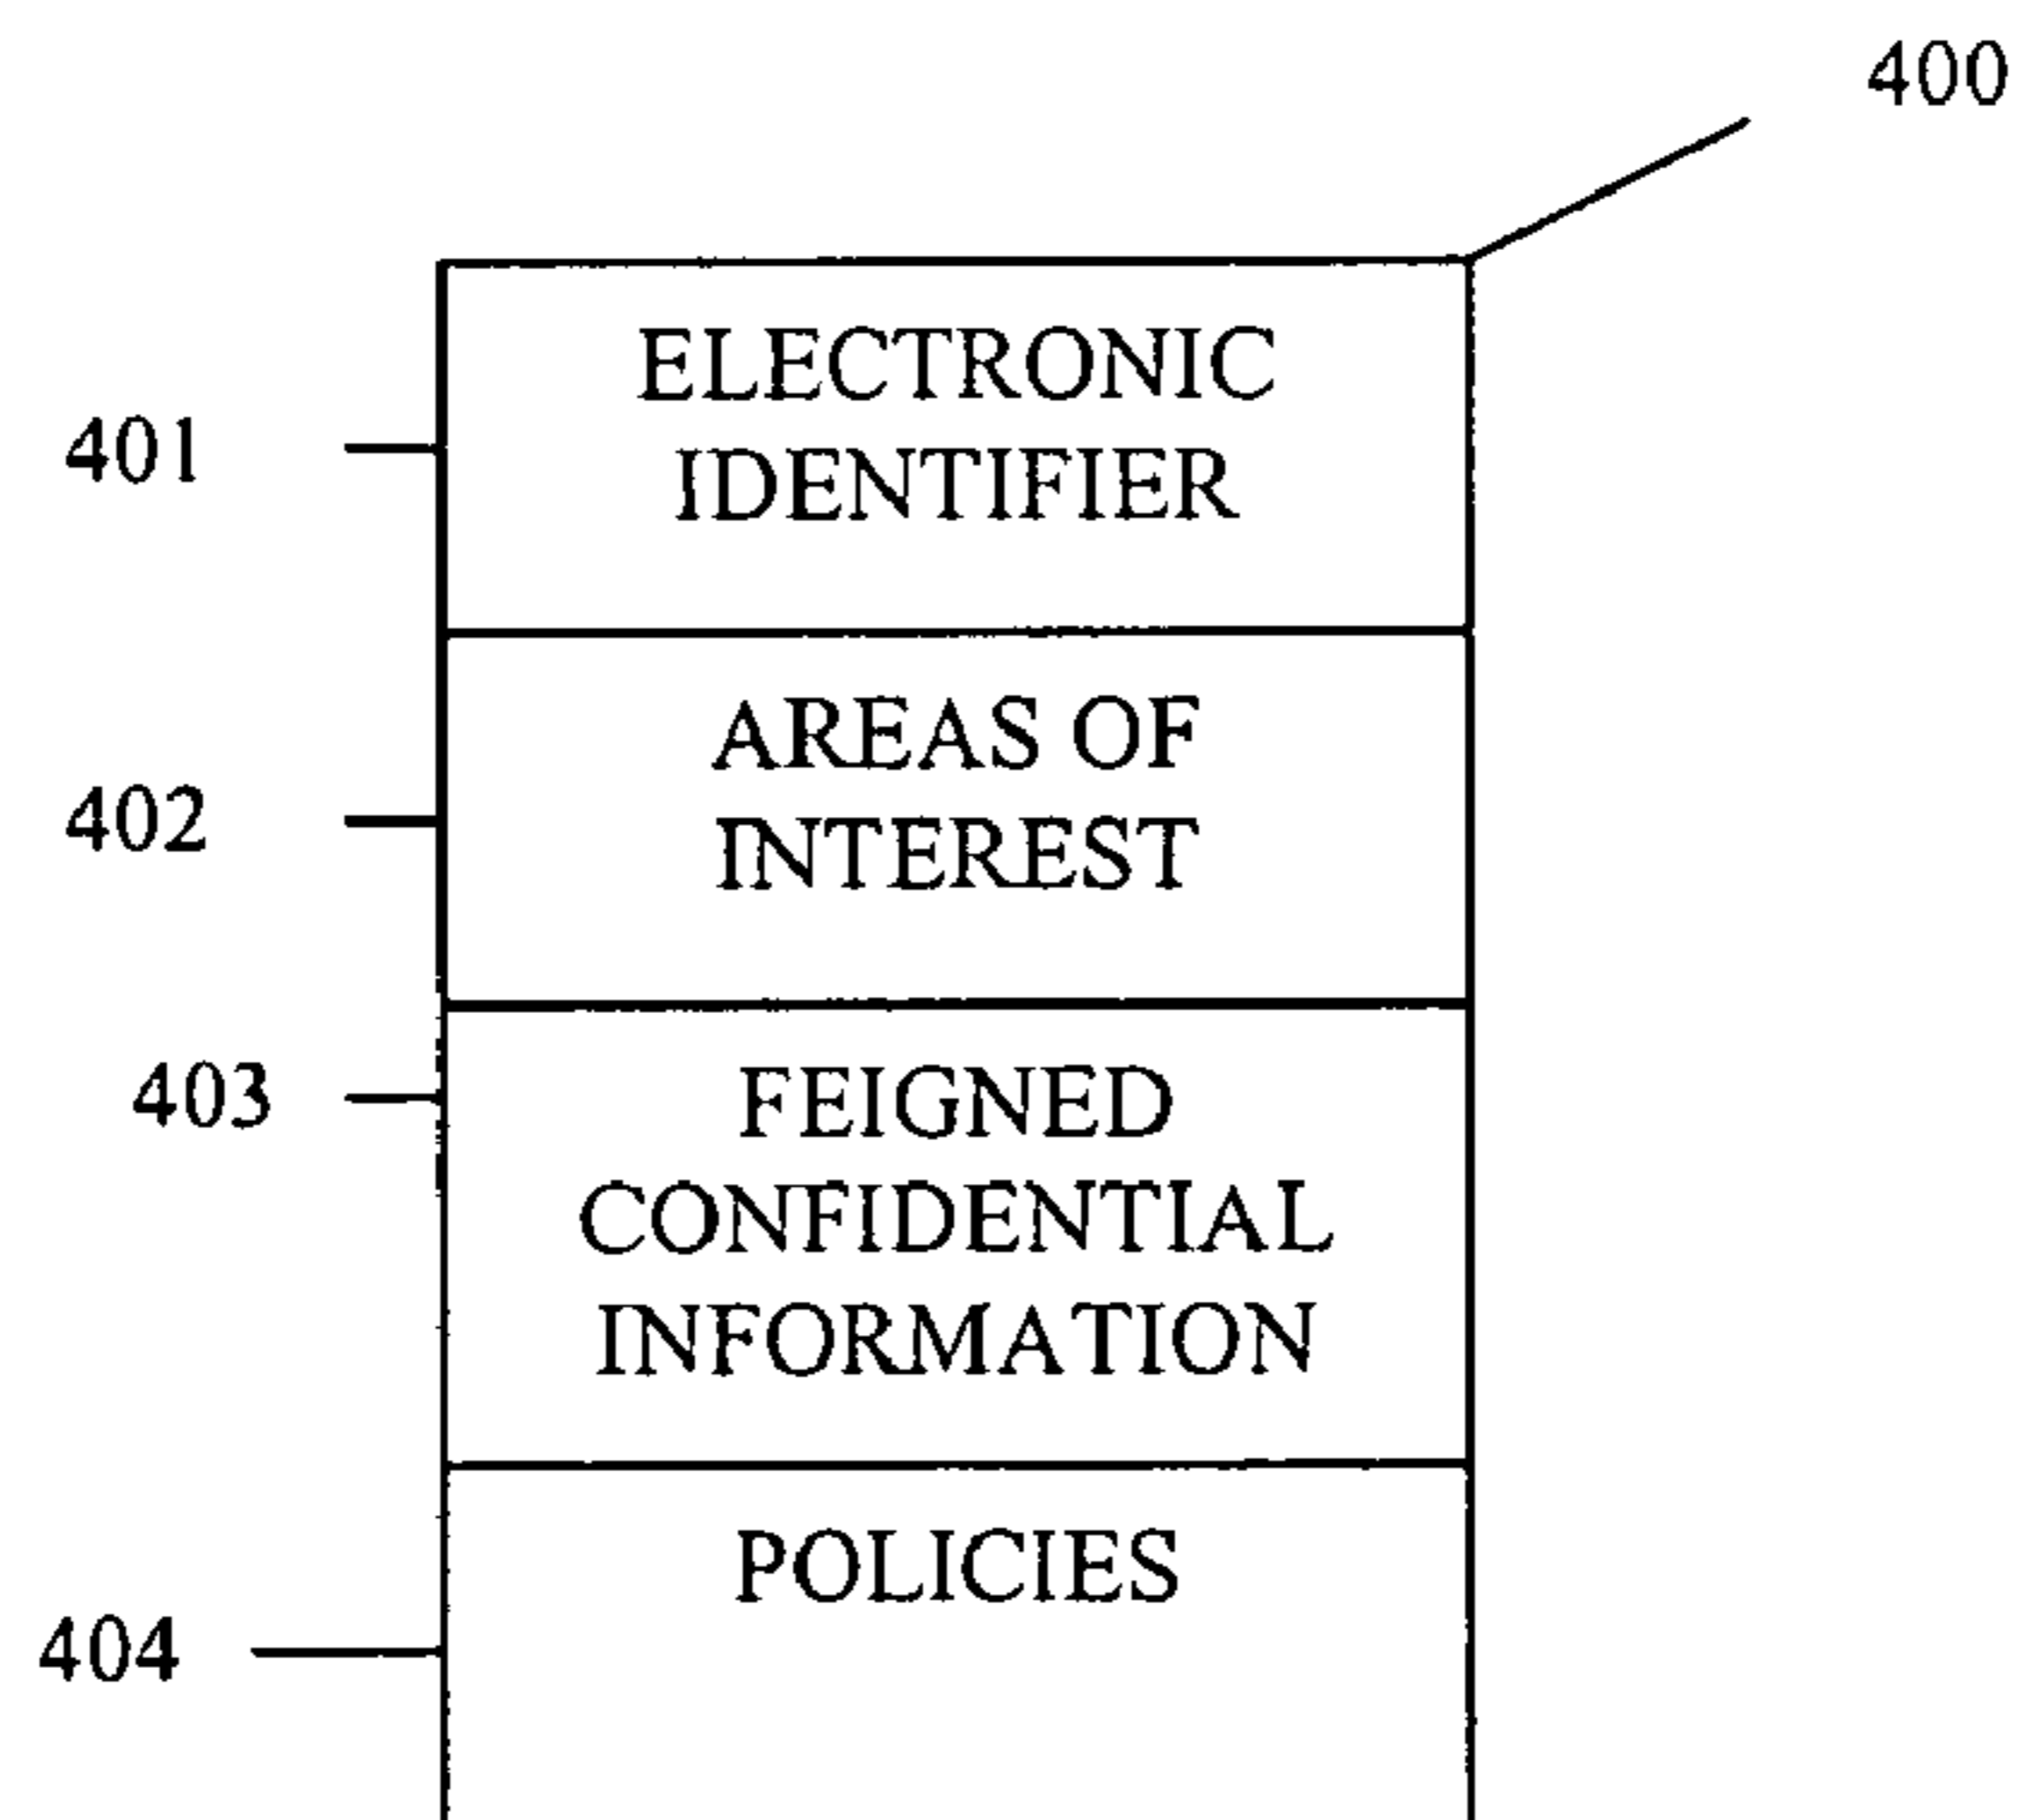 400
ELECTRONIC
401
IDENTIFIER
AREAS OF
402
INTEREST
403
FEIGNED
CONFIDENTIAL
INFORMATION
POLICIES
404